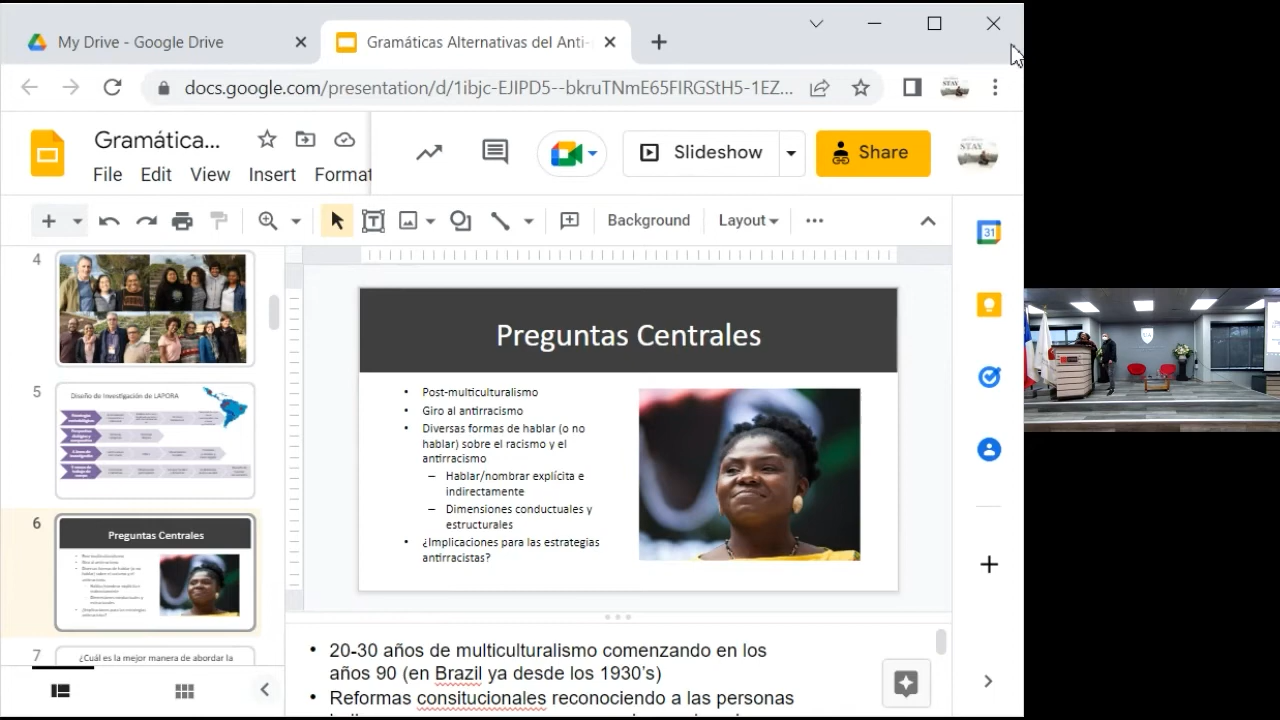 My Drive - Google Drive
Gramáticas Alternativas del Anti-
docs.google.com/presentation/d/1ibjc-EJIPD5--bkruTNmE65FIRGStH5-1EZ...
Gramática...
File Edit View Insert Format
Slideshow
Share
STAY
Background
Layout
31
4
5
Diseño de Investigación de LAPORA
6
Preguntas Centrales
7
¿Cuál es la mejor manera de abordar la
Preguntas Centrales
• Post-multiculturalismo
• Giro al antirracismo
• Diversas formas de hablar (o no
hablar) sobre el racismo y el
antirracismo
– Hablar/nombrar explícita e
indirectamente
– Dimensiones conductuales y
estructurales
• ¿Implicaciones para las estrategias
antirracistas?
• 20-30 años de multiculturalismo comenzando en los
años 90 (en Brazil ya desde los 1930's)
• Reformas consitucionales reconociendo a las personas